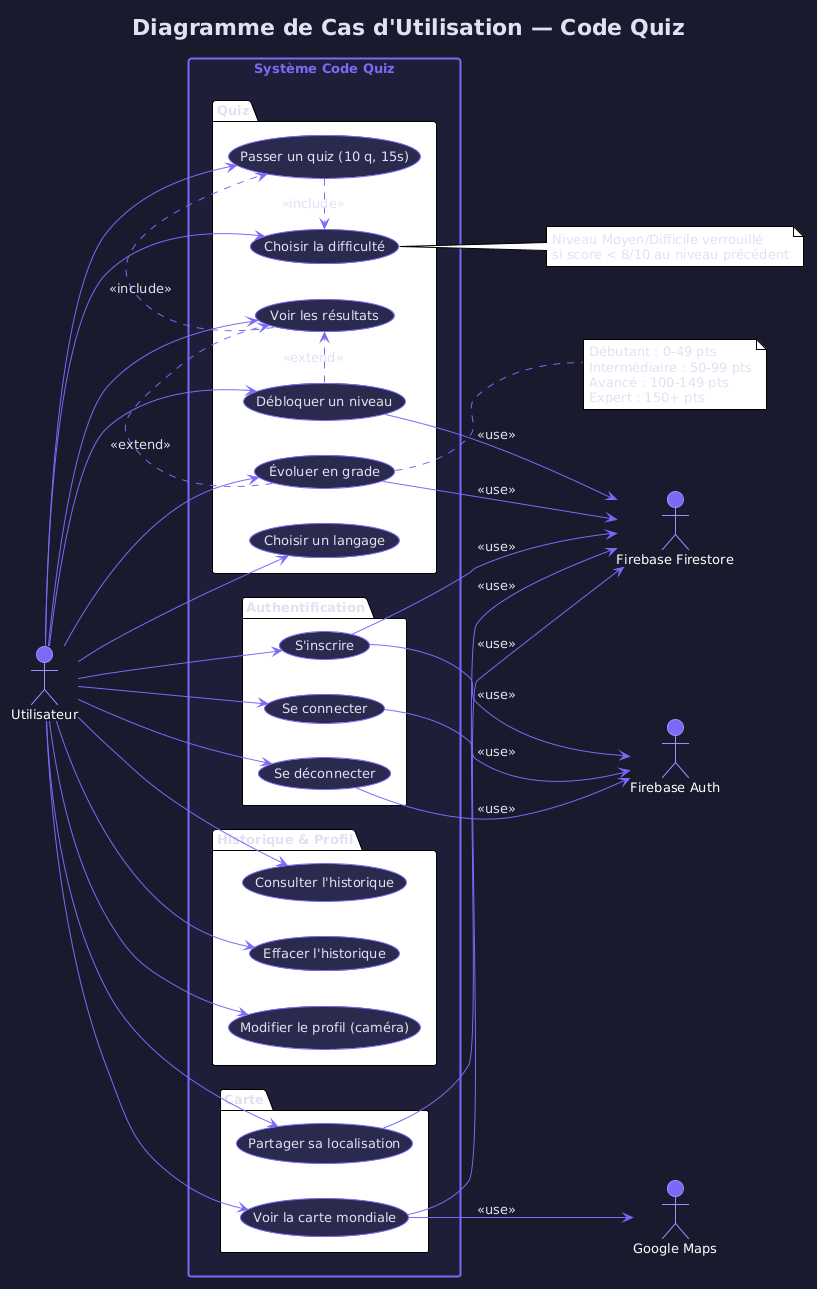 Diagramme de Cas d'Utilisation — Code Quiz
Système Code Quiz
Quiz
Passer un quiz (10 q, 15s)
«include»
Choisir la difficulté
Niveau Moyen/Difficile verrouillé
si score < 8/10 au niveau précédent
«include»
Voir les résultats
«extend»
Débloquer un niveau
Débutant : 0-49 pts
Intermédiaire : 50-99 pts
Avancé : 100-149 pts
Expert : 150+ pts
«extend»
«use»
Évoluer en grade
«use»
Choisir un langage
«use»
Firebase Firestore
«use»
Authentification
S'inscrire
«use»
«use»
Se connecter
Utilisateur
«use»
Se déconnecter
Firebase Auth
«use»
Historique & Profil
Consulter l'historique
Effacer l'historique
Modifier le profil (caméra)
Carte
Partager sa localisation
Voir la carte mondiale
«use»
Google Maps